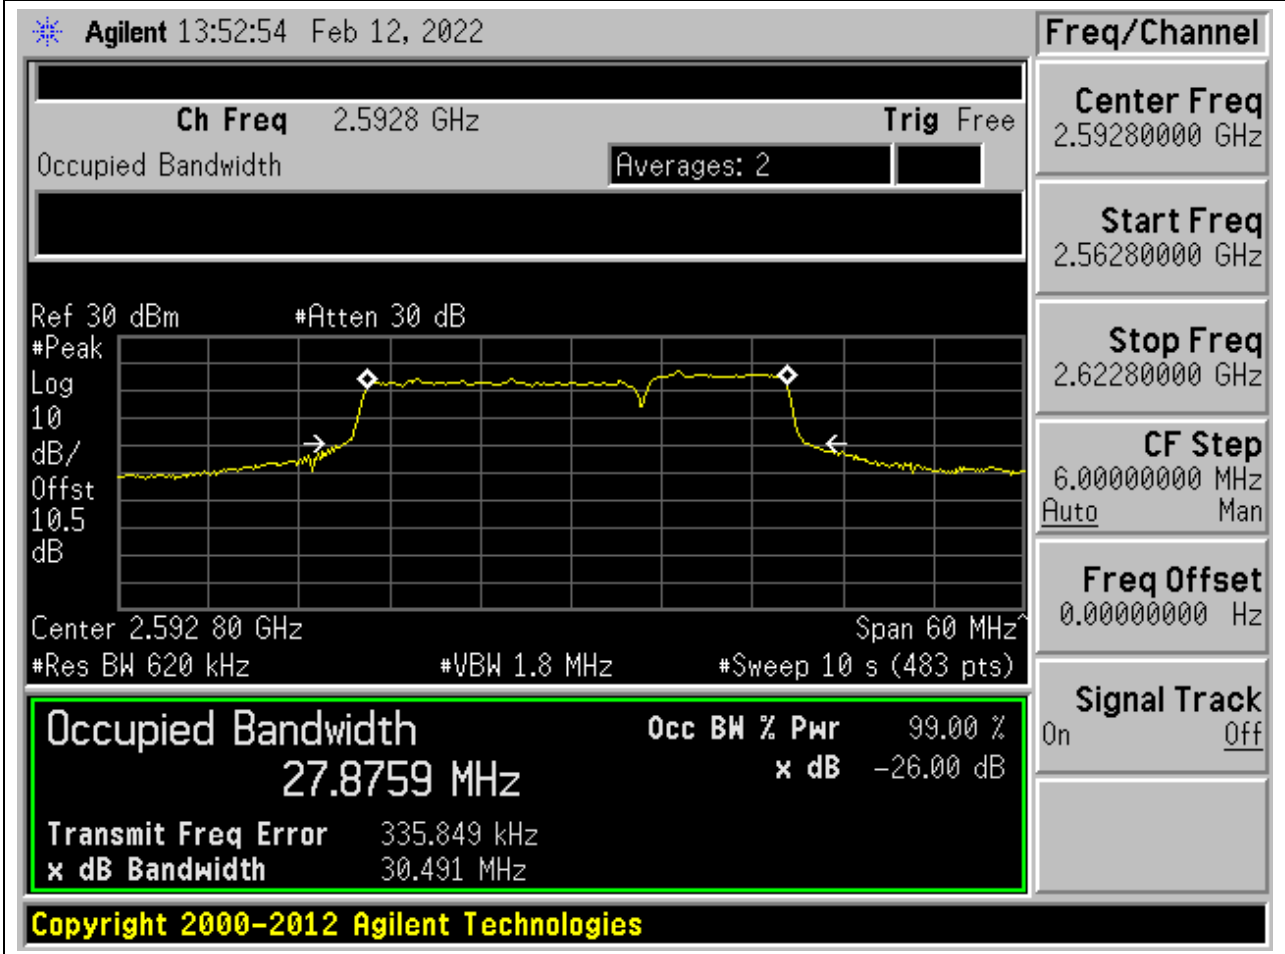 Agilent 13:52:54 Feb 12, 2022
Freq/Channel
Ch Freq 2.5928 GHz Trig Free
Occupied Bandwidth Averages: 2
Center Freq
2.59280000 GHz
Start Freq
2.56280000 GHz
Stop Freq
2.62280000 GHz
CF Step
6.00000000 MHz
Auto Man
Freq Offset
0.00000000 Hz
Signal Track
On Off
Ref 30 dBm #Atten 30 dB
#Peak
Log
10
dB/
Offst
10.5
dB
Center 2.592 80 GHz Span 60 MHz^
#Res BW 620 kHz #VBW 1.8 MHz #Sweep 10 s (483 pts)
Occupied Bandwidth Occ BW % Pwr 99.00 %
27.8759 MHz x dB -26.00 dB
Transmit Freq Error 335.849 kHz
x dB Bandwidth 30.491 MHz
Copyright 2000-2012 Agilent Technologies